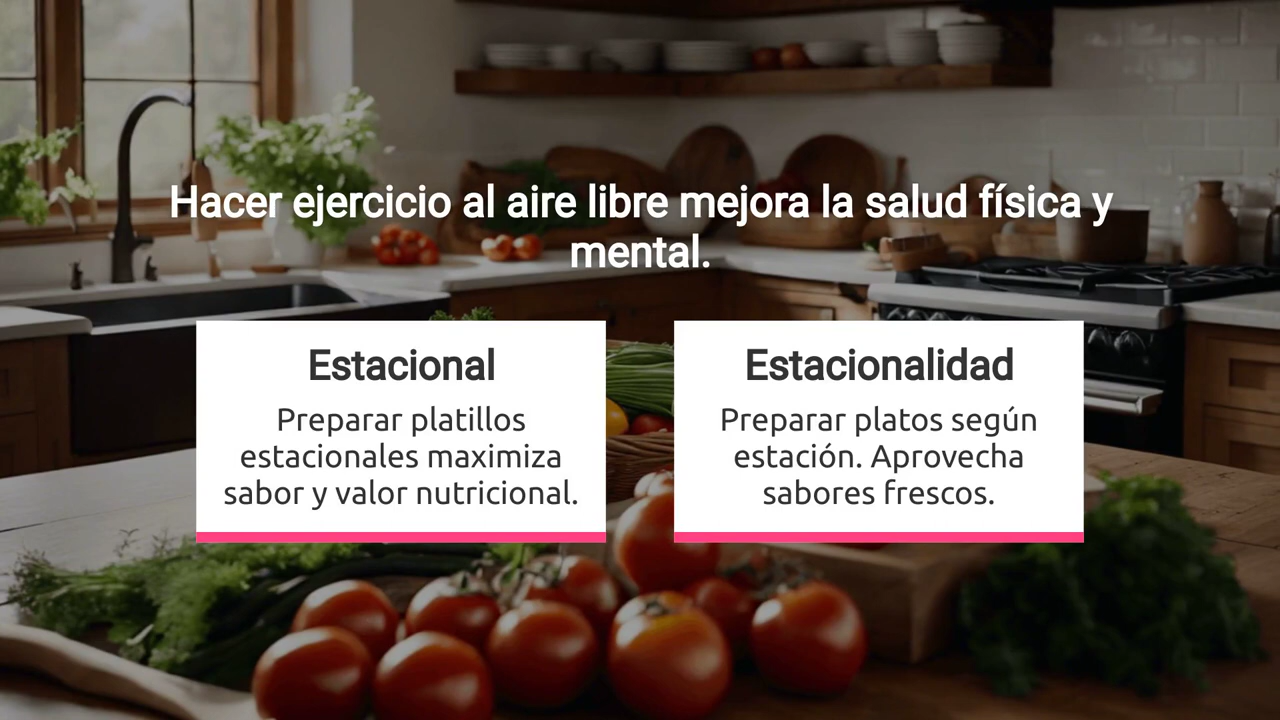 Hacer ejercicio al aire libre mejora la salud física y
mental.
Estacional
Preparar platillos
estacionales maximiza
sabor y valor nutricional.
Estacionalidad
Preparar platos según
estación. Aprovecha
sabores frescos.